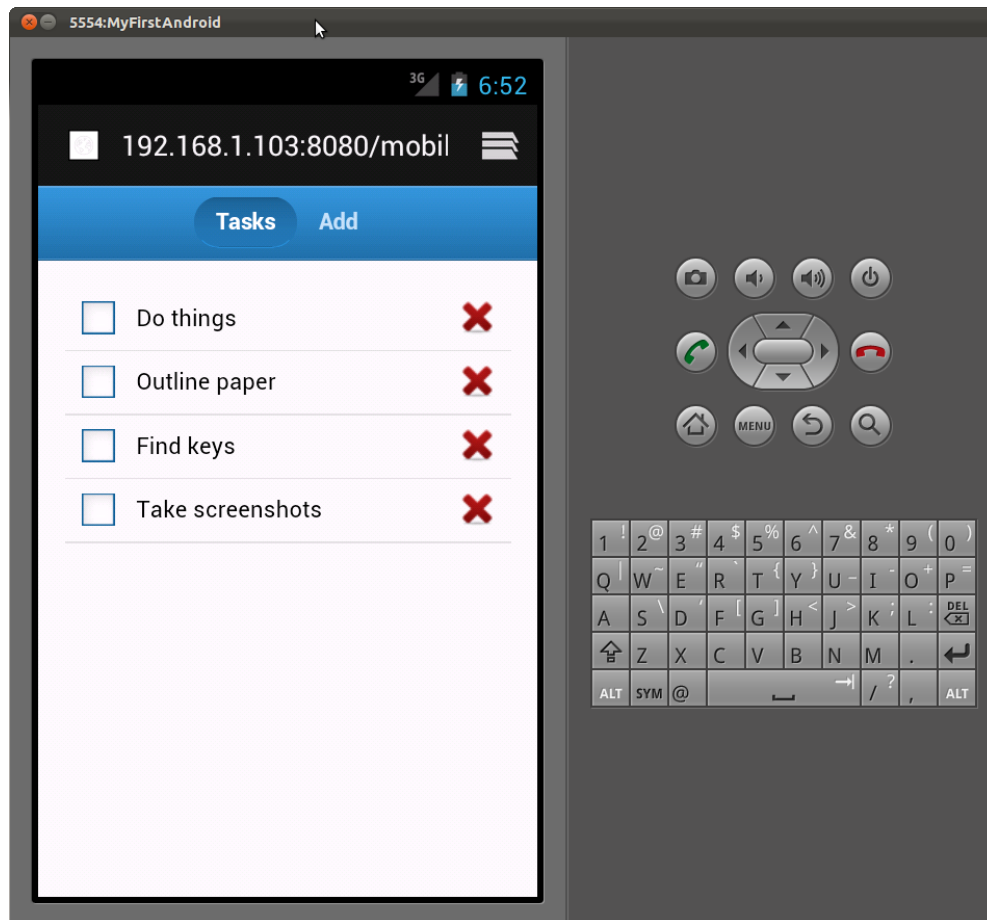 5554:MyFirstAndroid
3G 6:52
192.168.1.103:8080/mobil
Tasks Add
Do things
Outline paper
Find keys
Take screenshots
MENU
1 ! 2 @ 3 # 4 $ 5 % 6 ^ 7 & 8 * 9 ( 0 )
Q | W ~ E " R ` T { Y } U _ I - O + P =
A S \ D ' F [ G ] H < J > K ; L : DEL
Z X C V B N M .
ALT SYM @ / ? , ALT